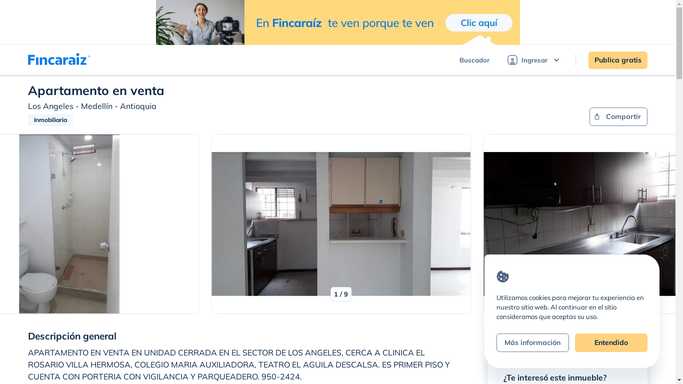 En Fincaraíz te ven porque te ven
Clic aquí
Fincaraiz
Buscador
Ingresar
Publica gratis
Apartamento en venta
Los Angeles - Medellín - Antioquia
Inmobiliaria
Compartir
1 / 9
Utilizamos cookies para mejorar tu experiencia en
nuestro sitio web. Al continuar en el sitio
consideramos que aceptas su uso.
Más información
Entendido
Descripción general
APARTAMENTO EN VENTA EN UNIDAD CERRADA EN EL SECTOR DE LOS ANGELES, CERCA A CLINICA EL
ROSARIO VILLA HERMOSA, COLEGIO MARIA AUXILIADORA, TEATRO EL AGUILA DESCALSA. ES PRIMER PISO Y
CUENTA CON PORTERIA CON VIGILANCIA Y PARQUEADERO. 950-2424.
¿Te interesó este inmueble?